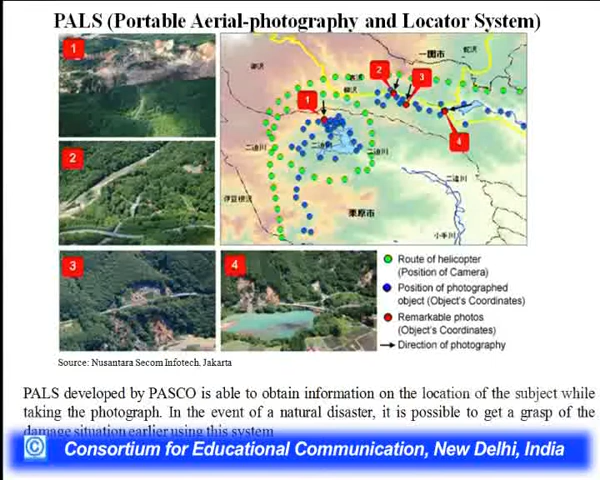 PALS (Portable Aerial-photography and Locator System)
1
一関市
2
3
1
栗原市
4
2
3
4
Route of helicopter
(Position of Camera)
Position of photographed
object (Object's Coordinates)
Remarkable photos
(Object's Coordinates)
Direction of photography
Source: Nusantara Secom Infotech, Jakarta
PALS developed by PASCO is able to obtain information on the location of the subject while
taking the photograph. In the event of a natural disaster, it is possible to get a grasp of the
damage situation earlier using this system
© Consortium for Educational Communication, New Delhi, India